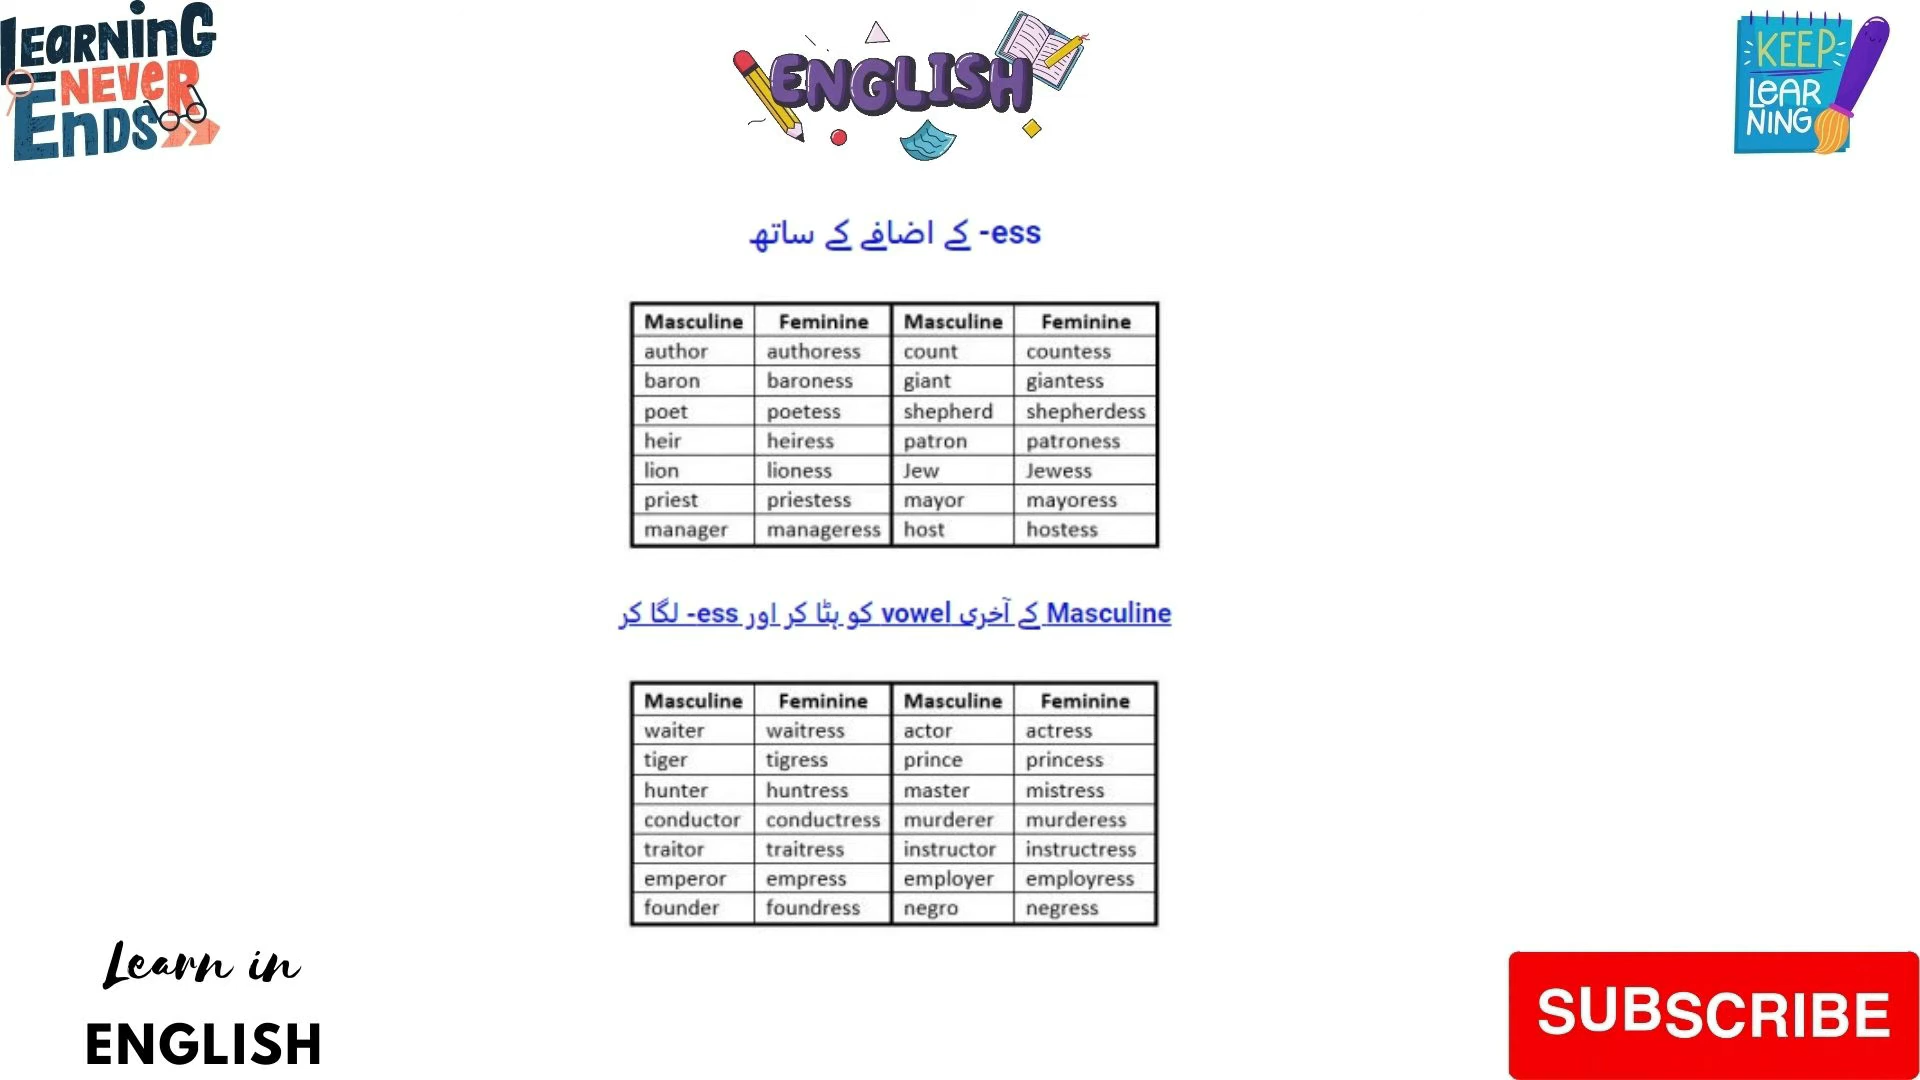 LEARNING
NEVER
ENDS
ENGLISH
KEEP
LEAR
NING
-ess کے اضافے کے ساتھ
Masculine Feminine Masculine Feminine
author authoress count countess
baron baroness giant giantess
poet poetess shepherd shepherdess
heir heiress patron patroness
lion lioness Jew Jewess
priest priestess mayor mayoress
manager manageress host hostess
Masculine کے آخری vowel کو ہٹا کر اور ess- لگا کر
Masculine Feminine Masculine Feminine
waiter waitress actor actress
tiger tigress prince princess
hunter huntress master mistress
conductor conductress murderer murderess
traitor traitress instructor instructress
emperor empress employer employress
founder foundress negro negress
Learn in
ENGLISH
SUBSCRIBE